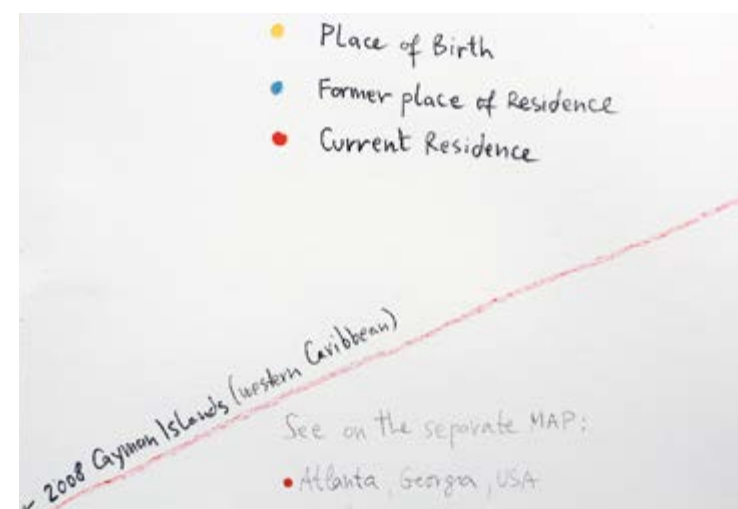 Place of Birth
Former place of Residence
Current Residence
2008 Cayman Islands (western Caribbean)
See on the separate MAP:
Atlanta, Georgia, USA